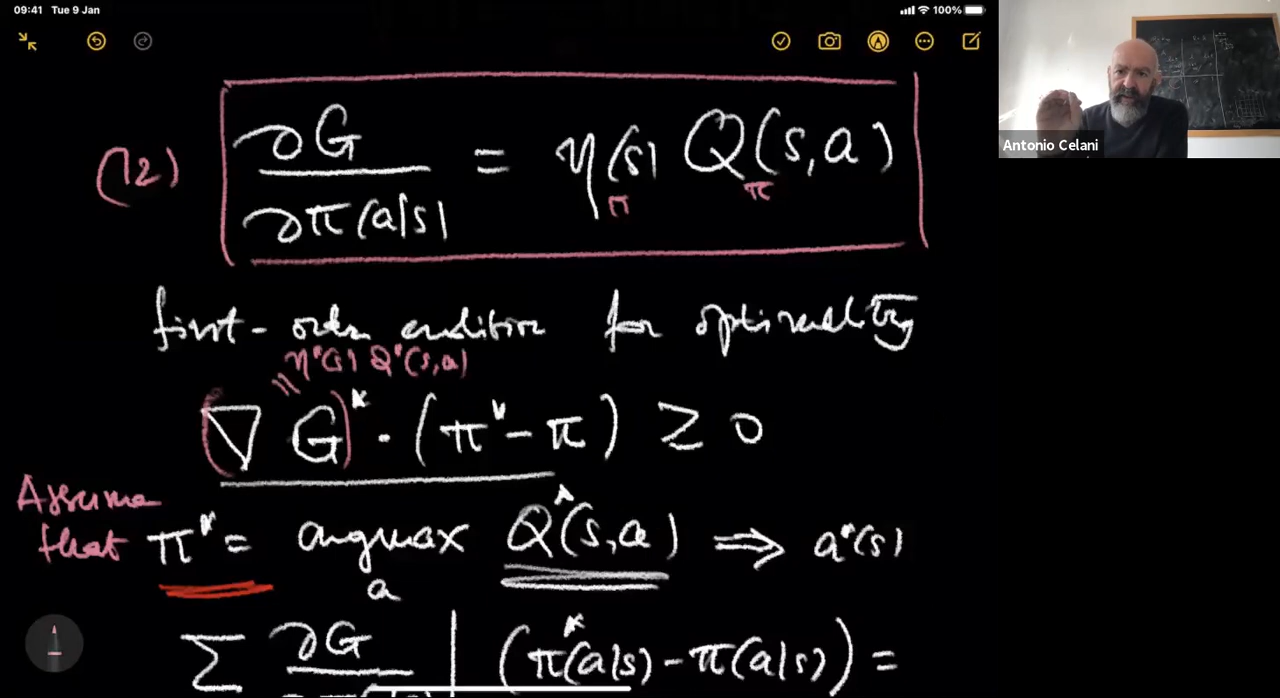 09:41 Tue 9 Jan
100%
Antonio Celani
(12) ∂G/∂π(a|s) = η_π(s) Q_π(s,a)
first-order condition for optimality
η*(s) Q*(s,a)
(∇G)* · (π* - π) ≥ 0
Assume
that π* = argmax_a Q*(s,a) ⇒ a*(s)
Σ ∂G | (π*(a|s) - π(a|s)) =